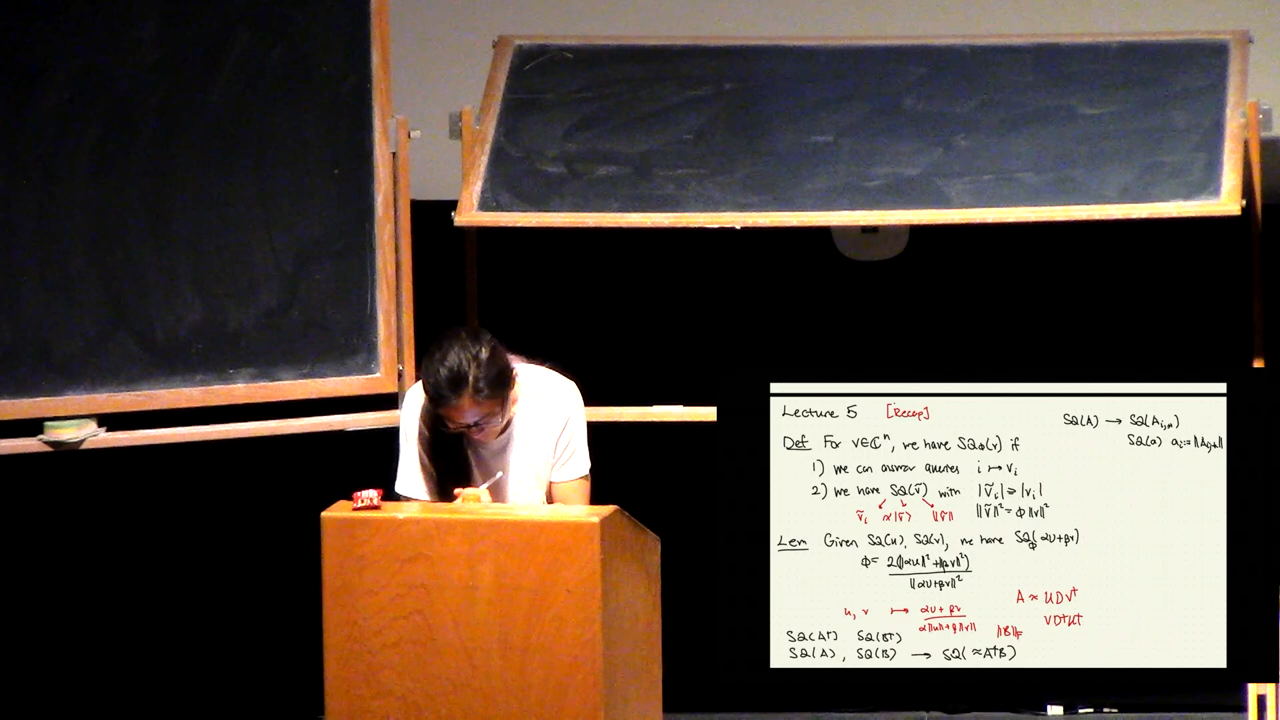 Lecture 5 [Recap]
SQ(A) → SQ(A_{i,*})
SQ(a) a_i := ||A_{i,*}||
Def For v∈ℂⁿ, we have SQ_ϕ(v) if
1) we can answer queries i ↦ v_i
2) we have SQ(ṽ) with |ṽ_i| ≥ |v_i|
ṽ_i ∝|ṽ⟩ ||ṽ|| ||ṽ||² = ϕ||v||²
Lem Given SQ(u), SQ(v), we have SQ_ϕ(αu+βv)
ϕ = 2(||αu||² + ||βv||²)
||αu+βv||²
A ≈ UDV†
u, v ↦ αu + βv
α||u|| + β||v||
VD†U†
SQ(A†) SQ(B†) ||B||_F
SQ(A), SQ(B) → SQ(≈A†B)